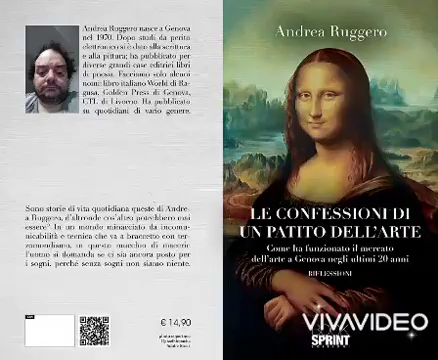 Andrea Ruggero nasce a Genova
nel 1970. Dopo studi da perito
elettronico si è dato alla scrittura
e alla pittura; ha pubblicato per
diverse grandi case editrici libri
di poesia. Facciamo solo alcuni
nomi: libro italiano World di Ra-
gusa, Golden Press di Genova,
CTL di Livorno. Ha pubblicato
su quotidiani di vario genere.
Sono storie di vita quotidiana queste di Andre-
a Ruggero, d'altronde cos'altro potrebbero mai
essere? In un mondo minacciato da incomu-
nicabilità e tecnica che va a braccetto con ter-
zomondismo, in questo mucchio di macerie
l'uomo si domanda se ci sia ancora posto per
i sogni, perché senza sogni non siamo niente.
€ 14,90
Andrea Ruggero
LE CONFESSIONI DI
UN PATITO DELL'ARTE
Come ha funzionato il mercato
dell'arte a Genova negli ultimi 20 anni
RIFLESSIONI
VIVAVIDEO
SPRINT